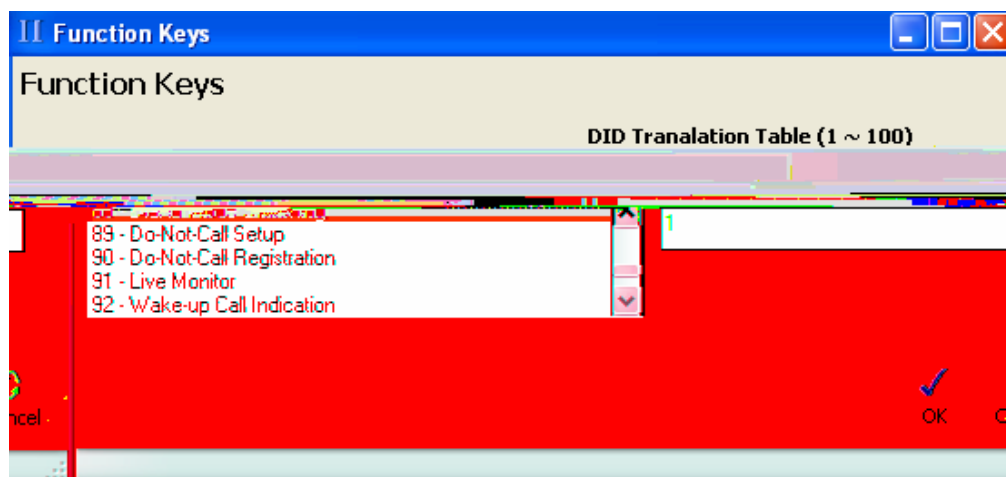 II Function Keys
Function Keys
DID Tranalation Table (1 ~ 100)
89 - Do-Not-Call Setup
90 - Do-Not-Call Registration
91 - Live Monitor
92 - Wake-up Call Indication
1
ncel
OK
C